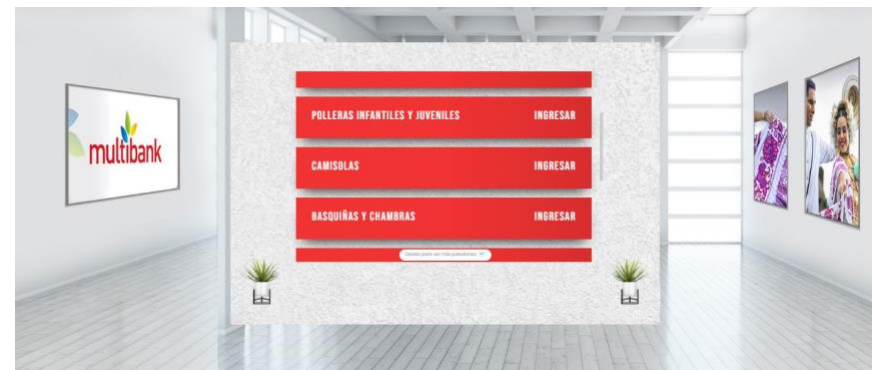 multibank
POLLERAS INFANTILES Y JUVENILES INGRESAR
CAMISOLAS INGRESAR
BASQUIÑAS Y CHAMBRAS INGRESAR